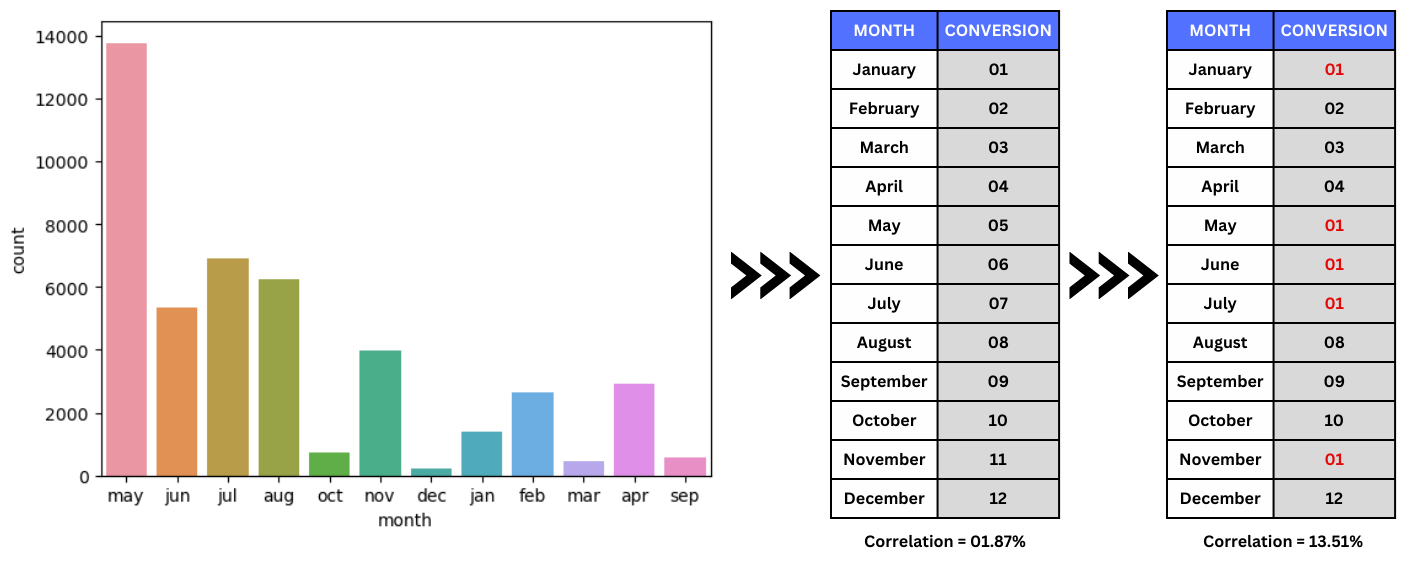 14000
12000
10000
8000
6000
4000
2000
0
count
may jun jul aug oct nov dec jan feb mar apr sep
month
MONTH CONVERSION
January 01
February 02
March 03
April 04
May 05
June 06
July 07
August 08
September 09
October 10
November 11
December 12
Correlation = 01.87%
MONTH CONVERSION
January 01
February 02
March 03
April 04
May 01
June 01
July 01
August 08
September 09
October 10
November 01
December 12
Correlation = 13.51%